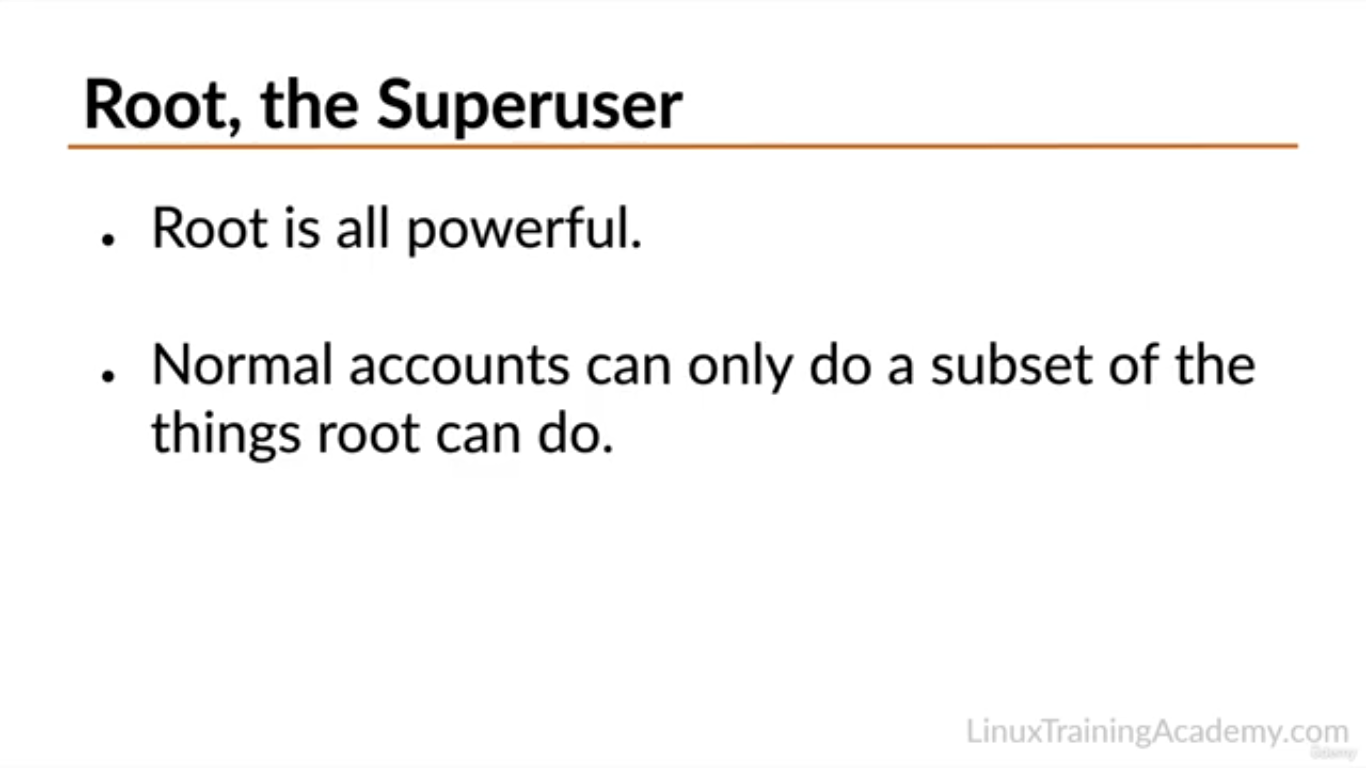 Root, the Superuser
• Root is all powerful.
• Normal accounts can only do a subset of the
things root can do.
LinuxTrainingAcademy.com
Udemy